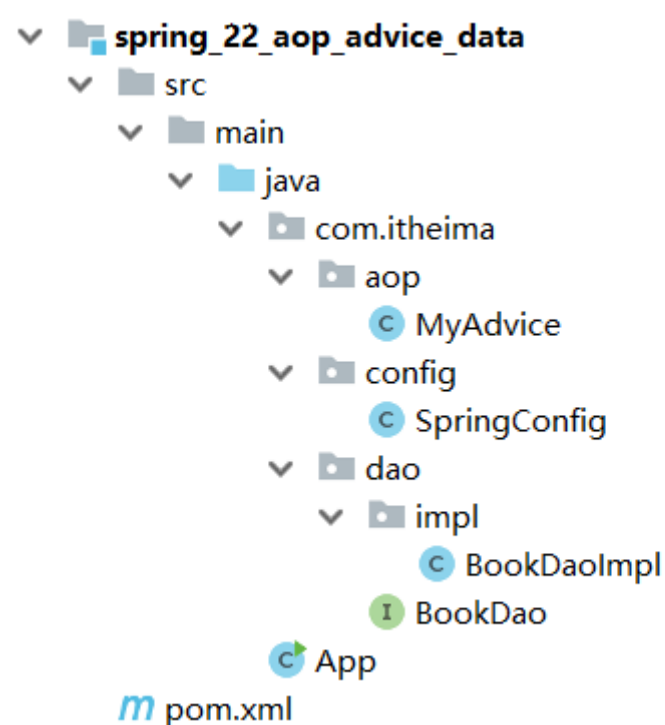 spring_22_aop_advice_data
src
main
java
com.itheima
aop
C MyAdvice
config
C SpringConfig
dao
impl
C BookDaoImpl
I BookDao
C App
m pom.xml